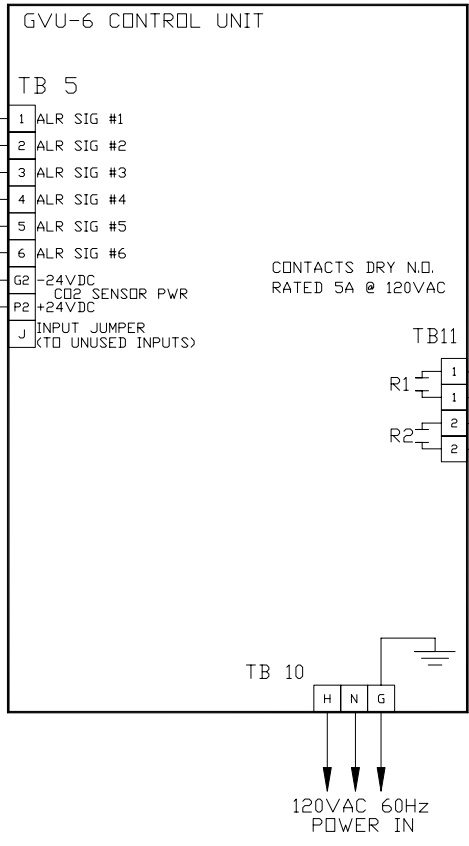 GVU-6 CONTROL UNIT
TB 5
1 ALR SIG #1
2 ALR SIG #2
3 ALR SIG #3
4 ALR SIG #4
5 ALR SIG #5
6 ALR SIG #6
G2 -24VDC
CO2 SENSOR PWR
P2 +24VDC
J INPUT JUMPER
(TO UNUSED INPUTS)
CONTACTS DRY N.O.
RATED 5A @ 120VAC
TB11
R1 1
1
R2 2
2
TB 10
H N G
120VAC 60Hz
POWER IN